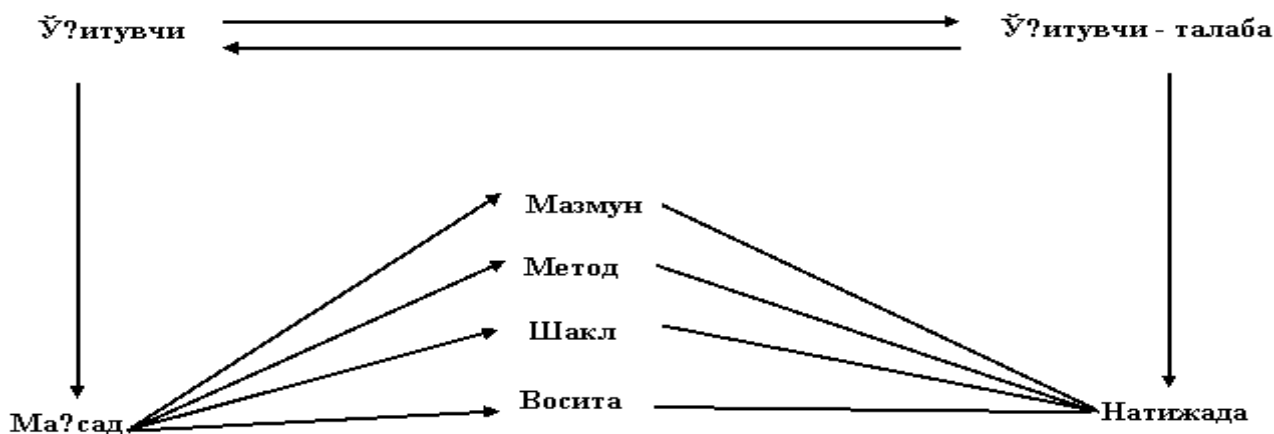 Ў?итувчи
Ў?итувчи - талаба
Мазмун
Метод
Шакл
Восита
Ма?сад
Натижада